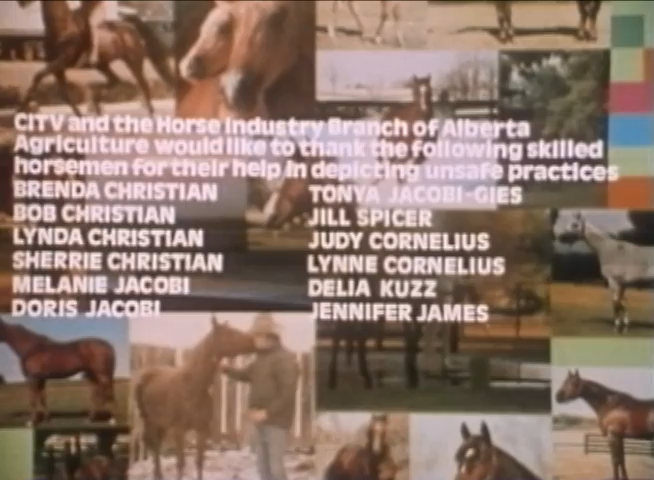 CITV and the Horse Industry Branch of Alberta
Agriculture would like to thank the following skilled
horsemen for their help in depicting unsafe practices
BRENDA CHRISTIAN TONYA JACOBI-GIES
BOB CHRISTIAN JILL SPICER
LYNDA CHRISTIAN JUDY CORNELIUS
SHERRIE CHRISTIAN LYNNE CORNELIUS
MELANIE JACOBI DELIA KUZZ
DORIS JACOBI JENNIFER JAMES